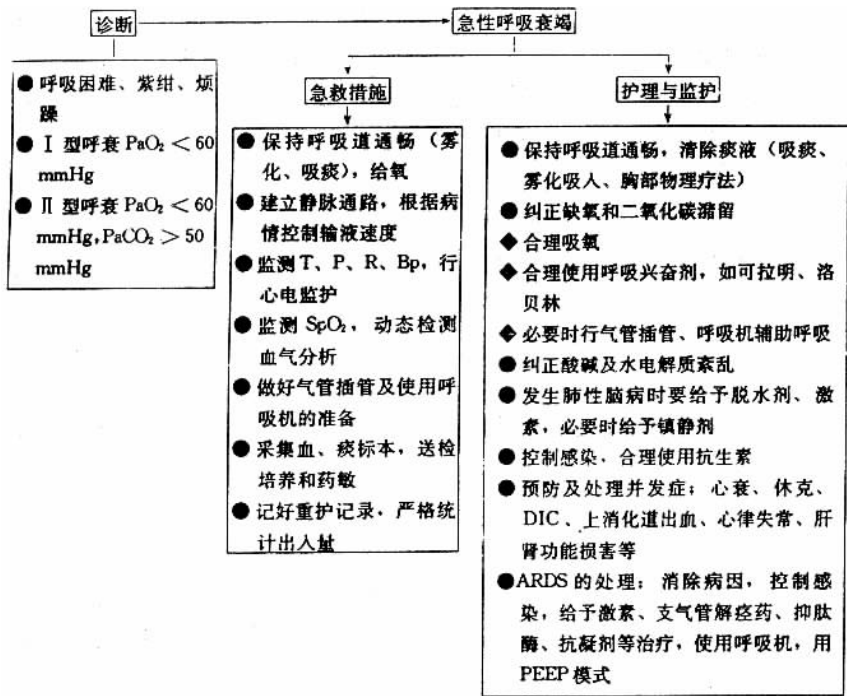 诊断
急性呼吸衰竭
● 呼吸困难、紫绀、烦
躁
● Ⅰ 型呼衰 PaO₂ < 60
mmHg
● Ⅱ 型呼衰 PaO₂ < 60
mmHg,PaCO₂ > 50
mmHg
急救措施
● 保持呼吸道通畅（雾
化、吸痰），给氧
● 建立静脉通路，根据病
情控制输液速度
● 监测 T、P、R、Bp，行
心电监护
● 监测 SpO₂，动态检测
血气分析
● 做好气管插管及使用呼
吸机的准备
● 采集血、痰标本，送检
培养和药敏
● 记好重护记录，严格统
计出入量
护理与监护
● 保持呼吸道通畅，清除痰液（吸痰、
雾化吸人、胸部物理疗法）
● 纠正缺氧和二氧化碳潴留
◆ 合理吸氧
◆ 合理使用呼吸兴奋剂，如可拉明、洛
贝林
◆ 必要时行气管插管、呼吸机辅助呼吸
● 纠正酸碱及水电解质紊乱
● 发生肺性脑病时要给予脱水剂、激
素，必要时给予镇静剂
● 控制感染，合理使用抗生素
● 预防及处理并发症：心衰、休克、
DIC、上消化道出血、心律失常、肝
肾功能损害等
● ARDS 的处理：消除病因，控制感
染，给予激素、支气管解痉药、抑肽
酶、抗凝剂等治疗，使用呼吸机，用
PEEP 模式